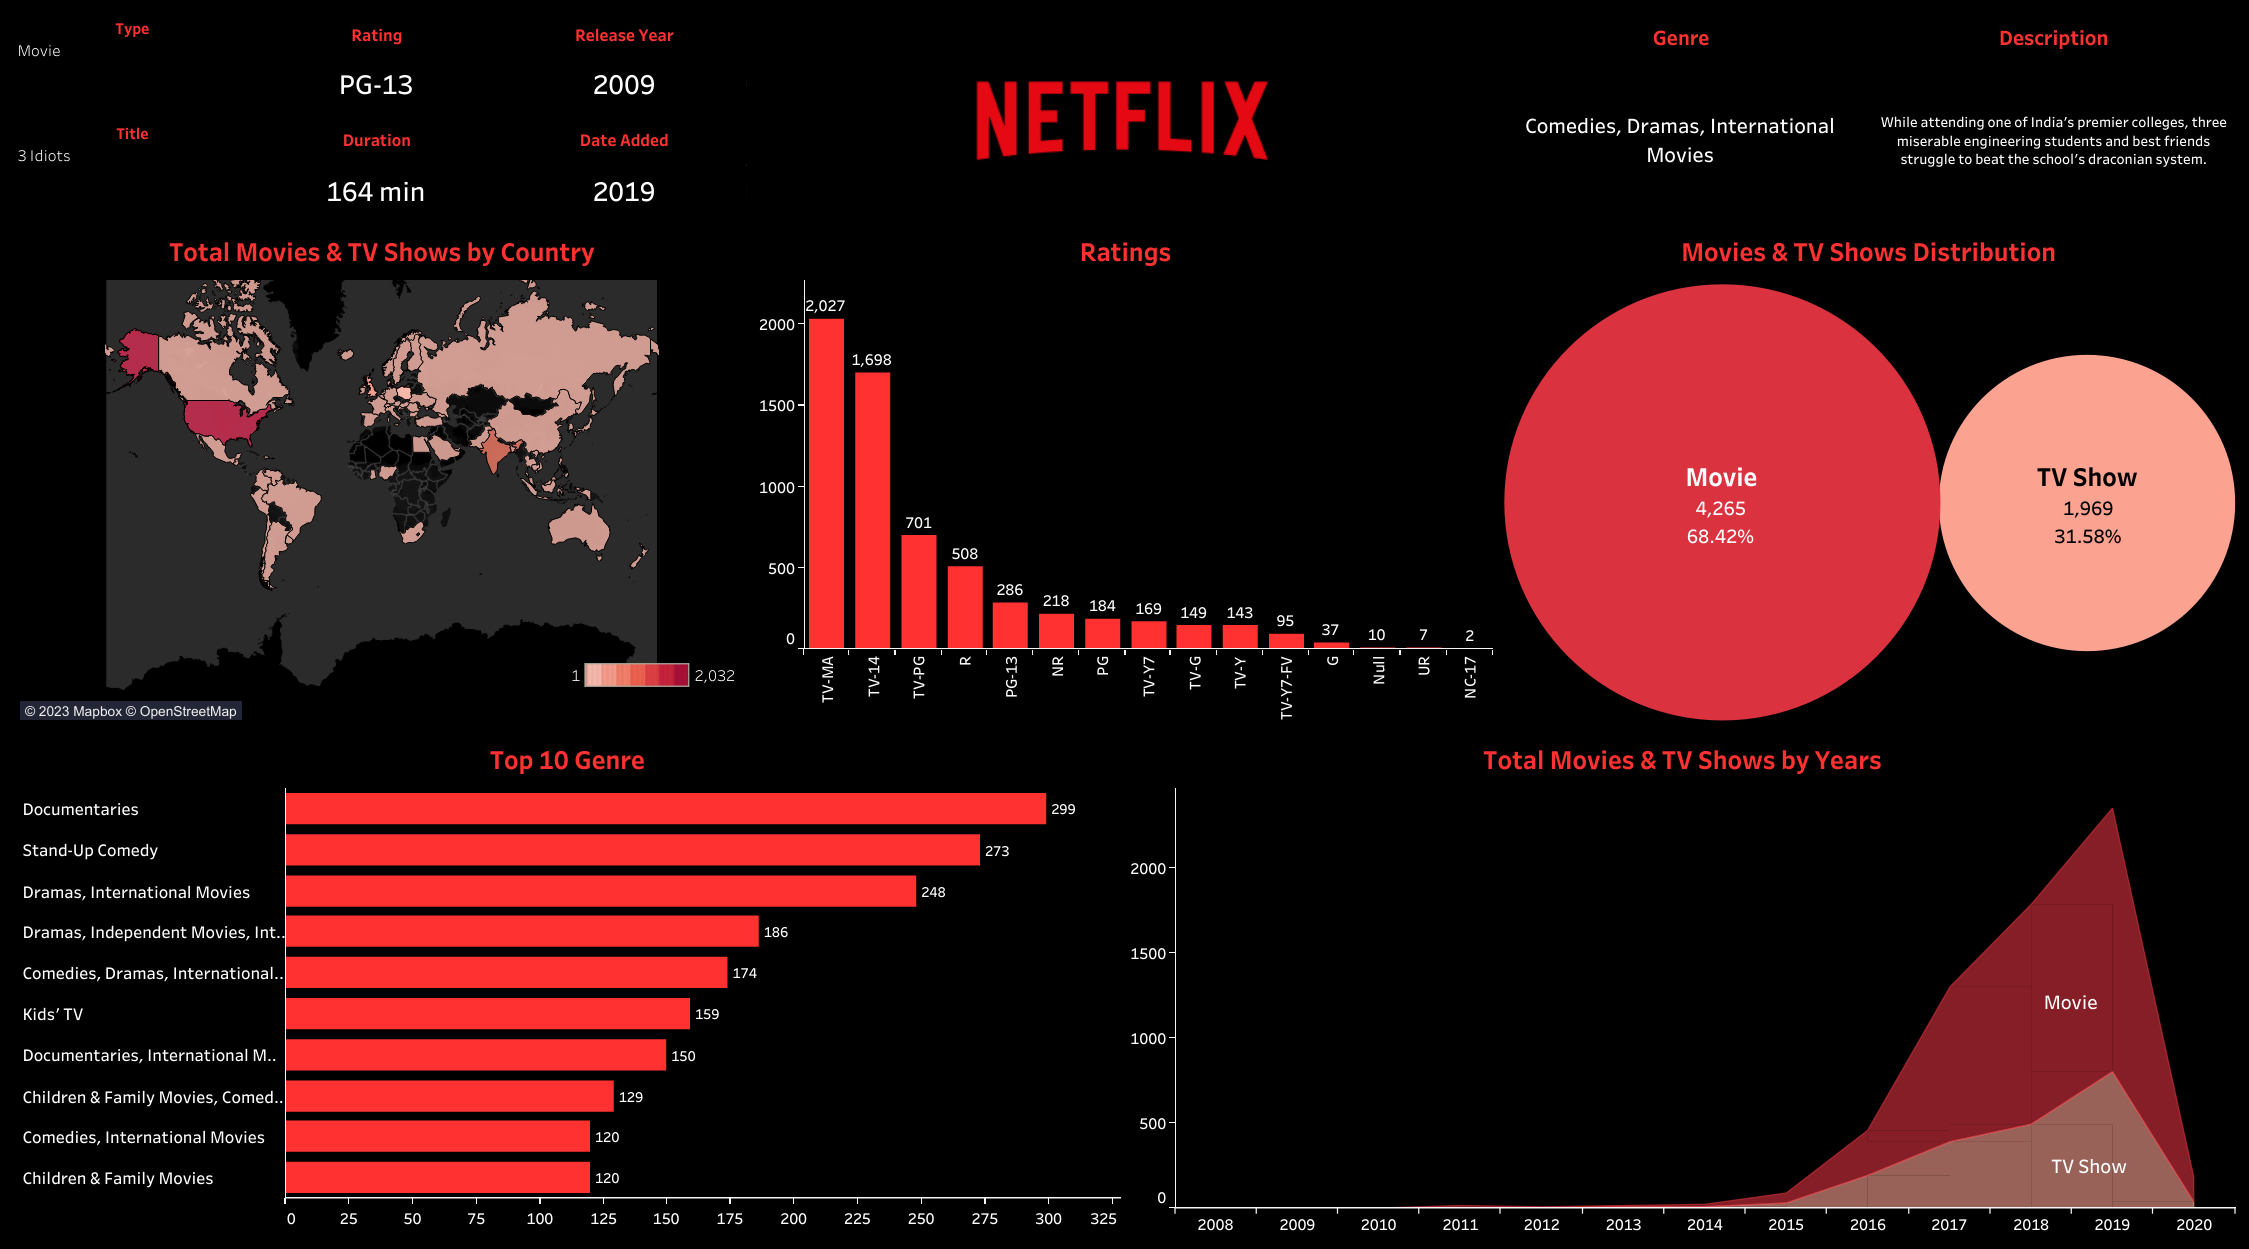 Type
Movie
Rating
PG-13
Release Year
2009
Title
3 Idiots
Duration
164 min
Date Added
2019
NETFLIX
Genre
Comedies, Dramas, International
Movies
Description
While attending one of India's premier colleges, three
miserable engineering students and best friends
struggle to beat the school's draconian system.
Total Movies & TV Shows by Country
1
2,032
© 2023 Mapbox © OpenStreetMap
Ratings
2000
1500
1000
500
0
2,027
1,698
701
508
286
218
184
169
149
143
95
37
10
7
2
TV-MA
TV-14
TV-PG
R
PG-13
NR
PG
TV-Y7
TV-G
TV-Y
TV-Y7-FV
G
Null
UR
NC-17
Movies & TV Shows Distribution
Movie
4,265
68.42%
TV Show
1,969
31.58%
Top 10 Genre
Documentaries 299
Stand-Up Comedy 273
Dramas, International Movies 248
Dramas, Independent Movies, Int.. 186
Comedies, Dramas, International.. 174
Kids' TV 159
Documentaries, International M.. 150
Children & Family Movies, Comed.. 129
Comedies, International Movies 120
Children & Family Movies 120
0 25 50 75 100 125 150 175 200 225 250 275 300 325
Total Movies & TV Shows by Years
2000
1500
1000
500
0
Movie
TV Show
2008 2009 2010 2011 2012 2013 2014 2015 2016 2017 2018 2019 2020